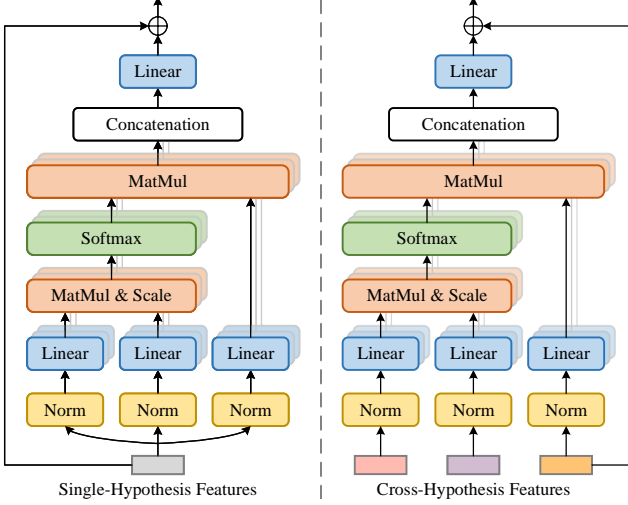 Linear
Concatenation
MatMul
Softmax
MatMul & Scale
Linear Linear Linear
Norm Norm Norm
Single-Hypothesis Features
Linear
Concatenation
MatMul
Softmax
MatMul & Scale
Linear Linear Linear
Norm Norm Norm
Cross-Hypothesis Features